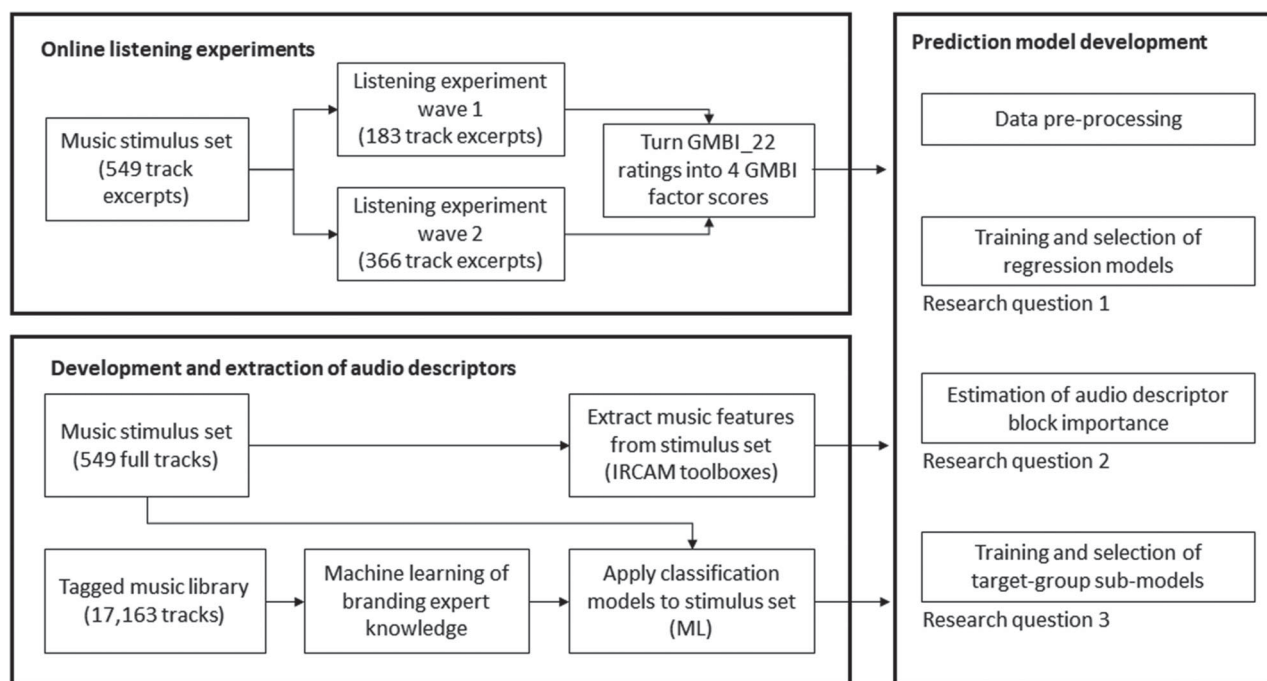 Online listening experiments
Music stimulus set
(549 track
excerpts)
Listening experiment
wave 1
(183 track excerpts)
Listening experiment
wave 2
(366 track excerpts)
Turn GMBI_22
ratings into 4 GMBI
factor scores
Development and extraction of audio descriptors
Music stimulus set
(549 full tracks)
Extract music features
from stimulus set
(IRCAM toolboxes)
Tagged music library
(17,163 tracks)
Machine learning of
branding expert
knowledge
Apply classification
models to stimulus set
(ML)
Prediction model development
Data pre-processing
Training and selection of
regression models
Research question 1
Estimation of audio descriptor
block importance
Research question 2
Training and selection of
target-group sub-models
Research question 3